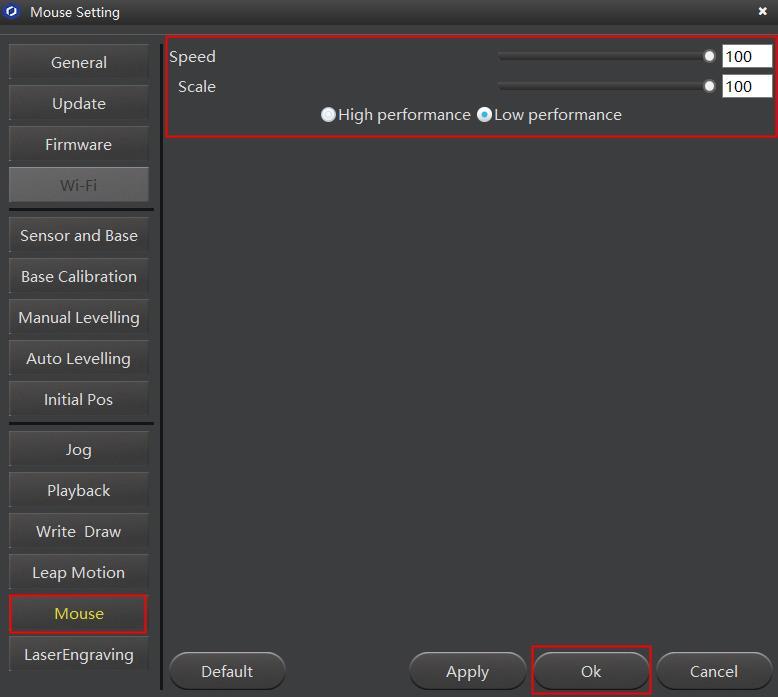 Mouse Setting
General
Update
Firmware
Wi-Fi
Sensor and Base
Base Calibration
Manual Levelling
Auto Levelling
Initial Pos
Jog
Playback
Write Draw
Leap Motion
Mouse
LaserEngraving
Speed 100
Scale 100
High performance Low performance
Default Apply Ok Cancel